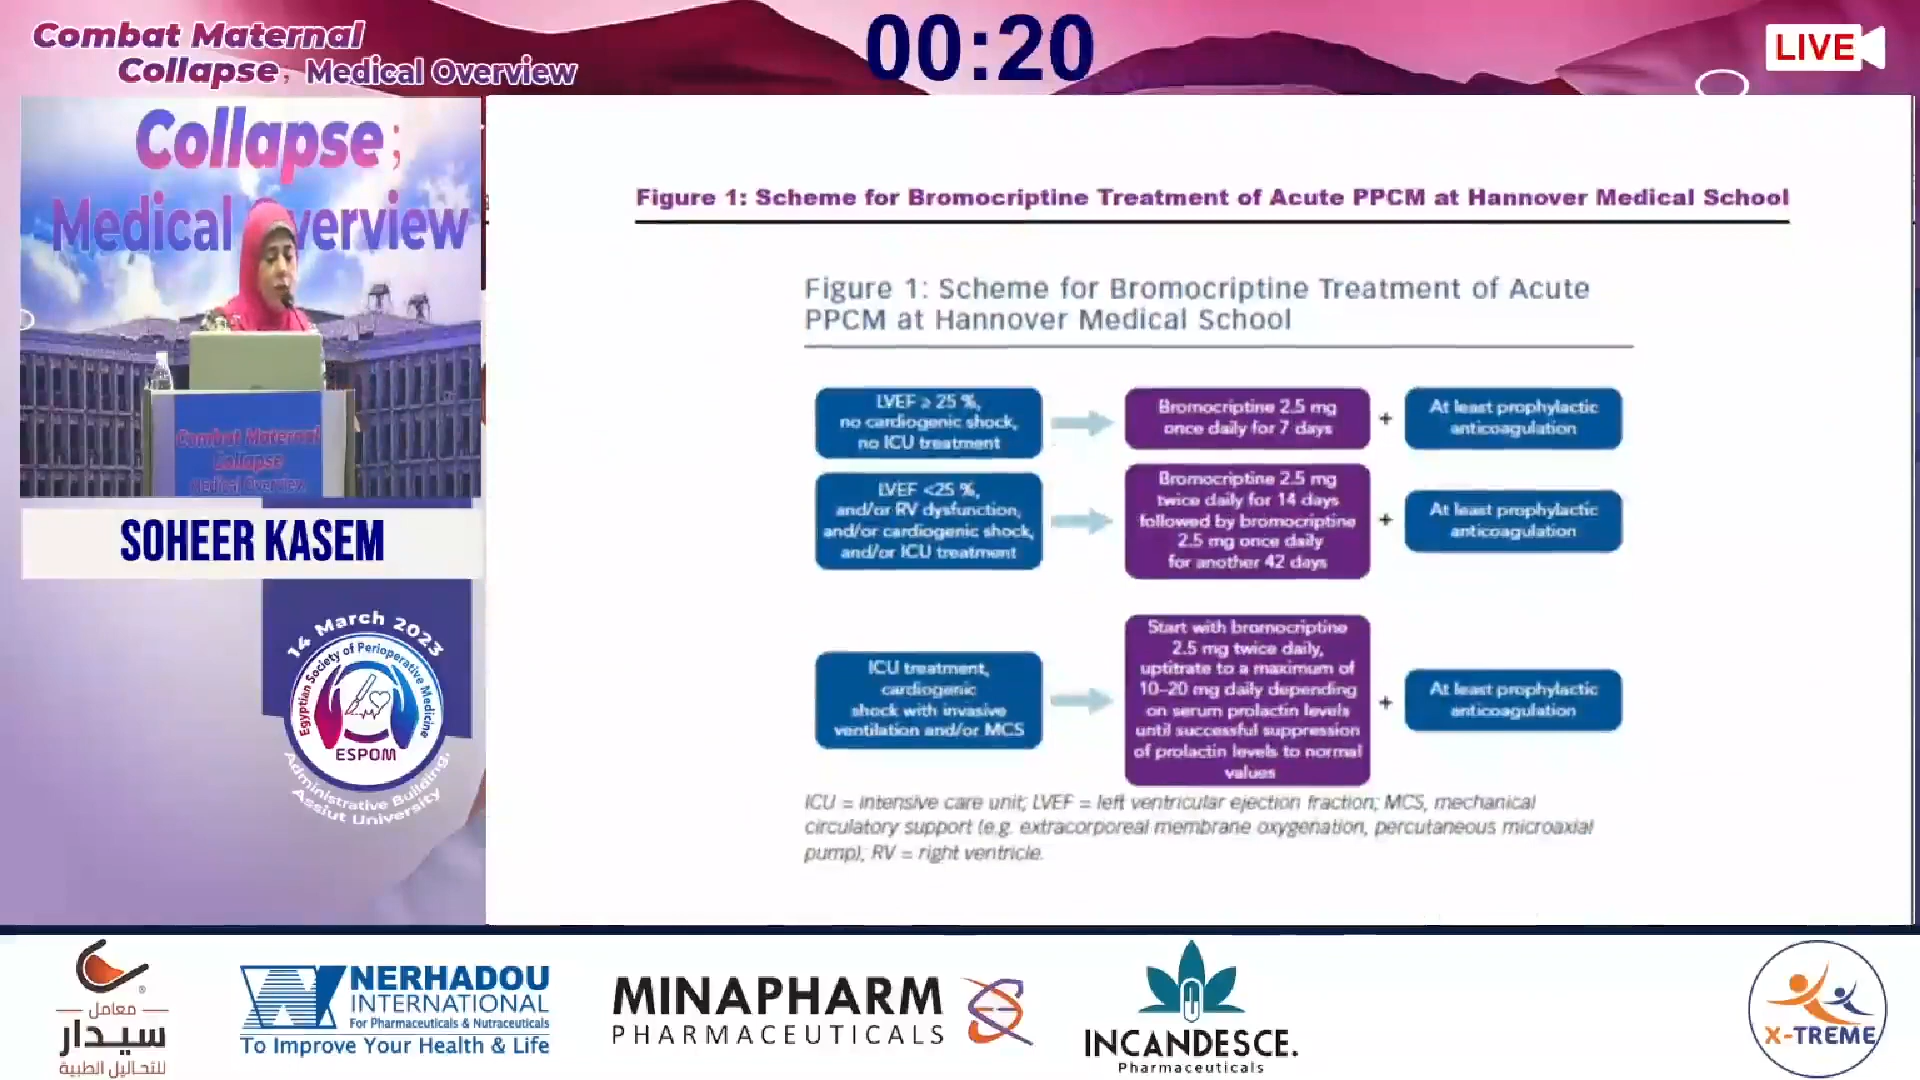 Combat Maternal
Collapse; Medical Overview
00:20
LIVE
Collapse;
Medical Overview
Combat Maternal
Collapse
Medical Overview
SOHEER KASEM
14 March 2023
Egyptian Society of Perioperative Medicine
ESPOM
Administrative Building,
Assiut University
Figure 1: Scheme for Bromocriptine Treatment of Acute PPCM at Hannover Medical School
Figure 1: Scheme for Bromocriptine Treatment of Acute
PPCM at Hannover Medical School
LVEF ≥ 25 %,
no cardiogenic shock,
no ICU treatment
Bromocriptine 2.5 mg
once daily for 7 days
+
At least prophylactic
anticoagulation
LVEF <25 %,
and/or RV dysfunction,
and/or cardiogenic shock,
and/or ICU treatment
Bromocriptine 2.5 mg
twice daily for 14 days
followed by bromocriptine
2.5 mg once daily
for another 42 days
+
At least prophylactic
anticoagulation
ICU treatment,
cardiogenic
shock with invasive
ventilation and/or MCS
Start with bromocriptine
2.5 mg twice daily,
uptitrate to a maximum of
10–20 mg daily depending
on serum prolactin levels
until successful suppression
of prolactin levels to normal
values
+
At least prophylactic
anticoagulation
ICU = intensive care unit; LVEF = left ventricular ejection fraction; MCS, mechanical
circulatory support (e.g. extracorporeal membrane oxygenation, percutaneous microaxial
pump); RV = right ventricle.
معامل
سيدار
للتحاليل الطبية
NERHADOU
INTERNATIONAL
For Pharmaceuticals & Nutraceuticals
To Improve Your Health & Life
MINAPHARM
PHARMACEUTICALS
INCANDESCE.
Pharmaceuticals
X-TREME